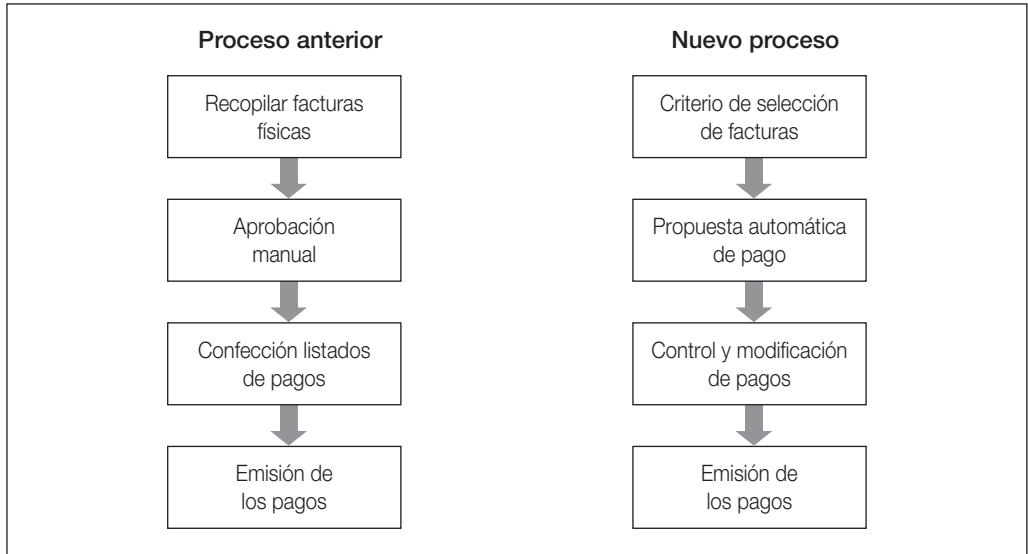 Proceso anterior
Recopilar facturas
físicas
Aprobación
manual
Confección listados
de pagos
Emisión de
los pagos
Nuevo proceso
Criterio de selección
de facturas
Propuesta automática
de pago
Control y modificación
de pagos
Emisión de
los pagos